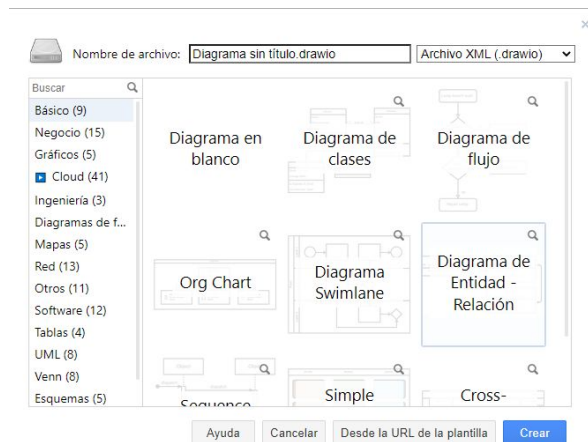 Nombre de archivo: Diagrama sin título.drawio Archivo XML (.drawio)
Buscar
Básico (9)
Negocio (15)
Gráficos (5)
Cloud (41)
Ingeniería (3)
Diagramas de f...
Mapas (5)
Red (13)
Otros (11)
Software (12)
Tablas (4)
UML (8)
Venn (8)
Esquemas (5)
Diagrama en
blanco
Diagrama de
clases
Diagrama de
flujo
Org Chart
Diagrama
Swimlane
Diagrama de
Entidad -
Relación
Sequence
Simple
Cross-
Ayuda Cancelar Desde la URL de la plantilla Crear